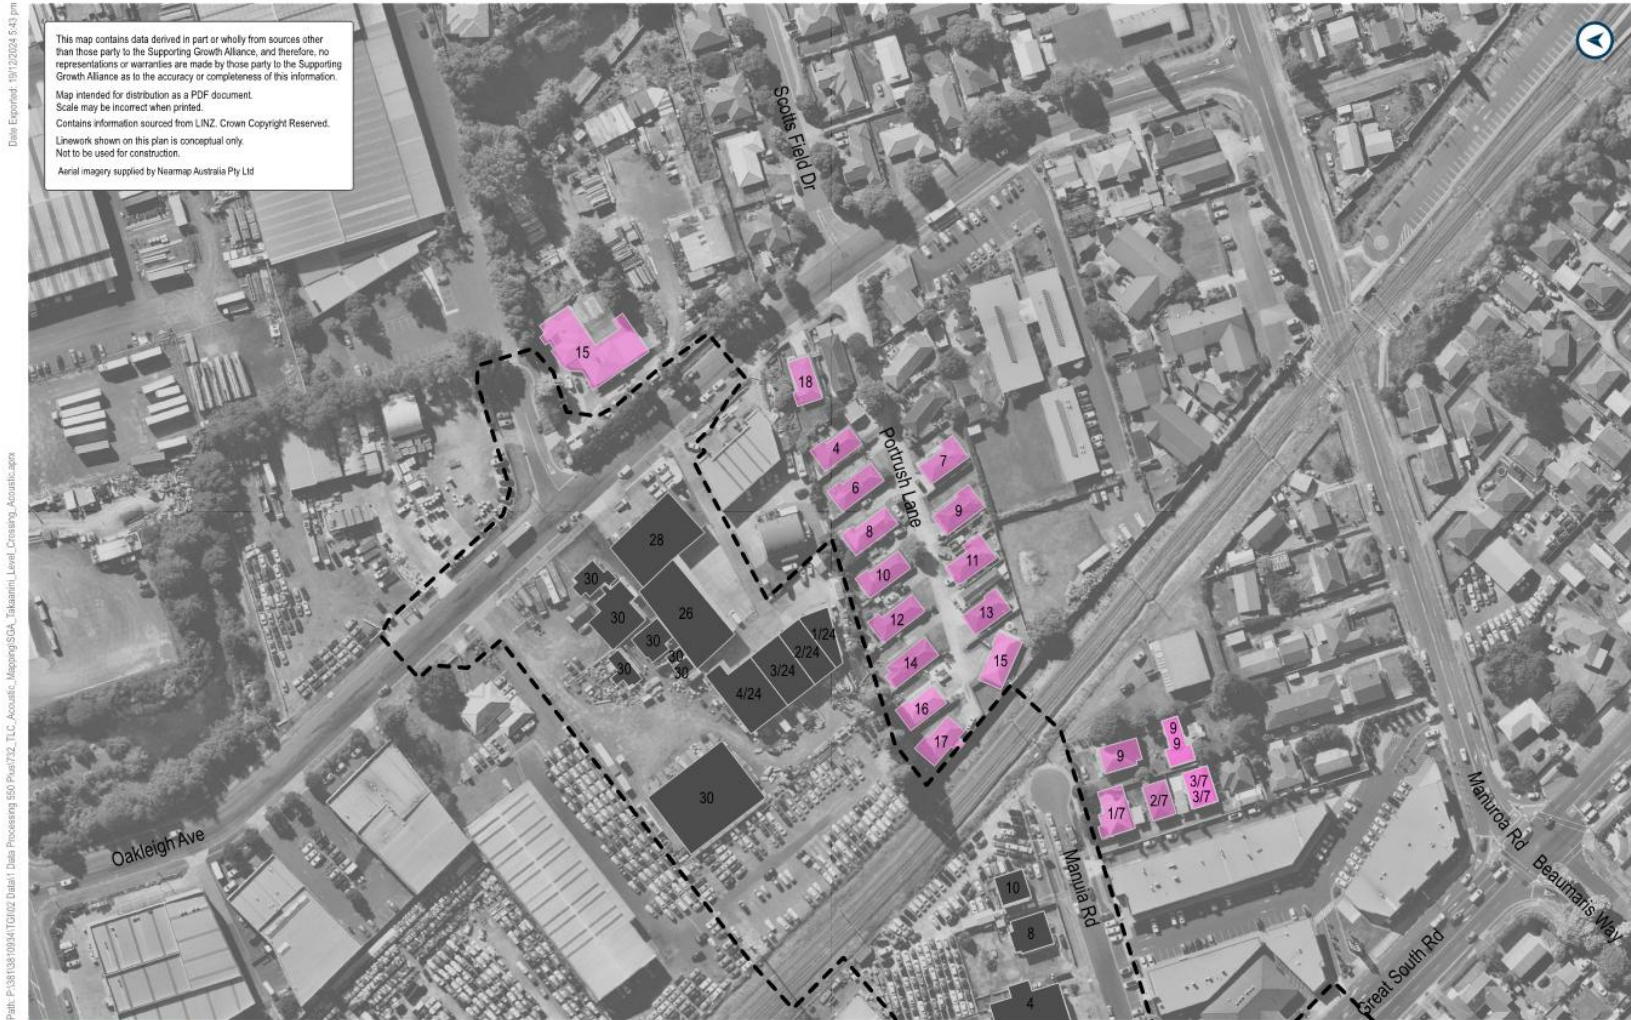 Date Exported: 19/12/2024 5:43 pm
This map contains data derived in part or wholly from sources other
than those party to the Supporting Growth Alliance, and therefore, no
representations or warranties are made by those party to the Supporting
Growth Alliance as to the accuracy or completeness of this information.
Map intended for distribution as a PDF document.
Scale may be incorrect when printed.
Contains information sourced from LINZ. Crown Copyright Reserved.
Linework shown on this plan is conceptual only.
Not to be used for construction.
Aerial imagery supplied by Nearmap Australia Pty Ltd
Scotts Field Dr
15
18
Portrush Lane
4
7
6
9
8
11
10
13
12
15
14
16
17
28
30
26
30
30
30
30
30
1/24
2/24
3/24
4/24
30
9
9
9
3/7
3/7
2/7
1/7
Oakleigh Ave
Manuia Rd
10
8
4
Manuroa Rd
Beaumaris Way
Great South Rd